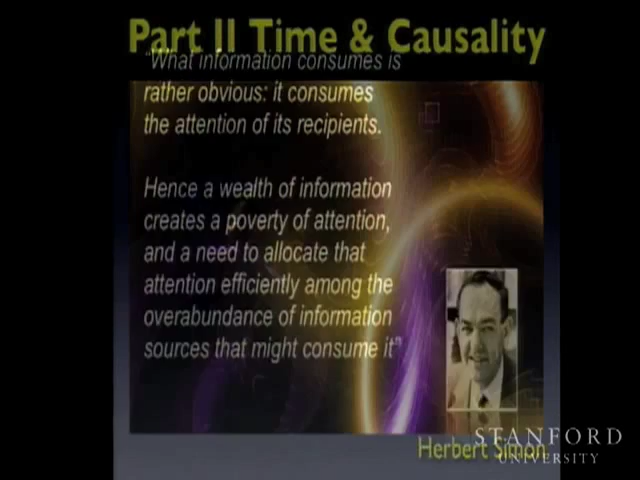 Part II Time & Causality
"What information consumes is
rather obvious: it consumes
the attention of its recipients.
Hence a wealth of information
creates a poverty of attention,
and a need to allocate that
attention efficiently among the
overabundance of information
sources that might consume it"
Herbert Simon
STANFORD
UNIVERSITY